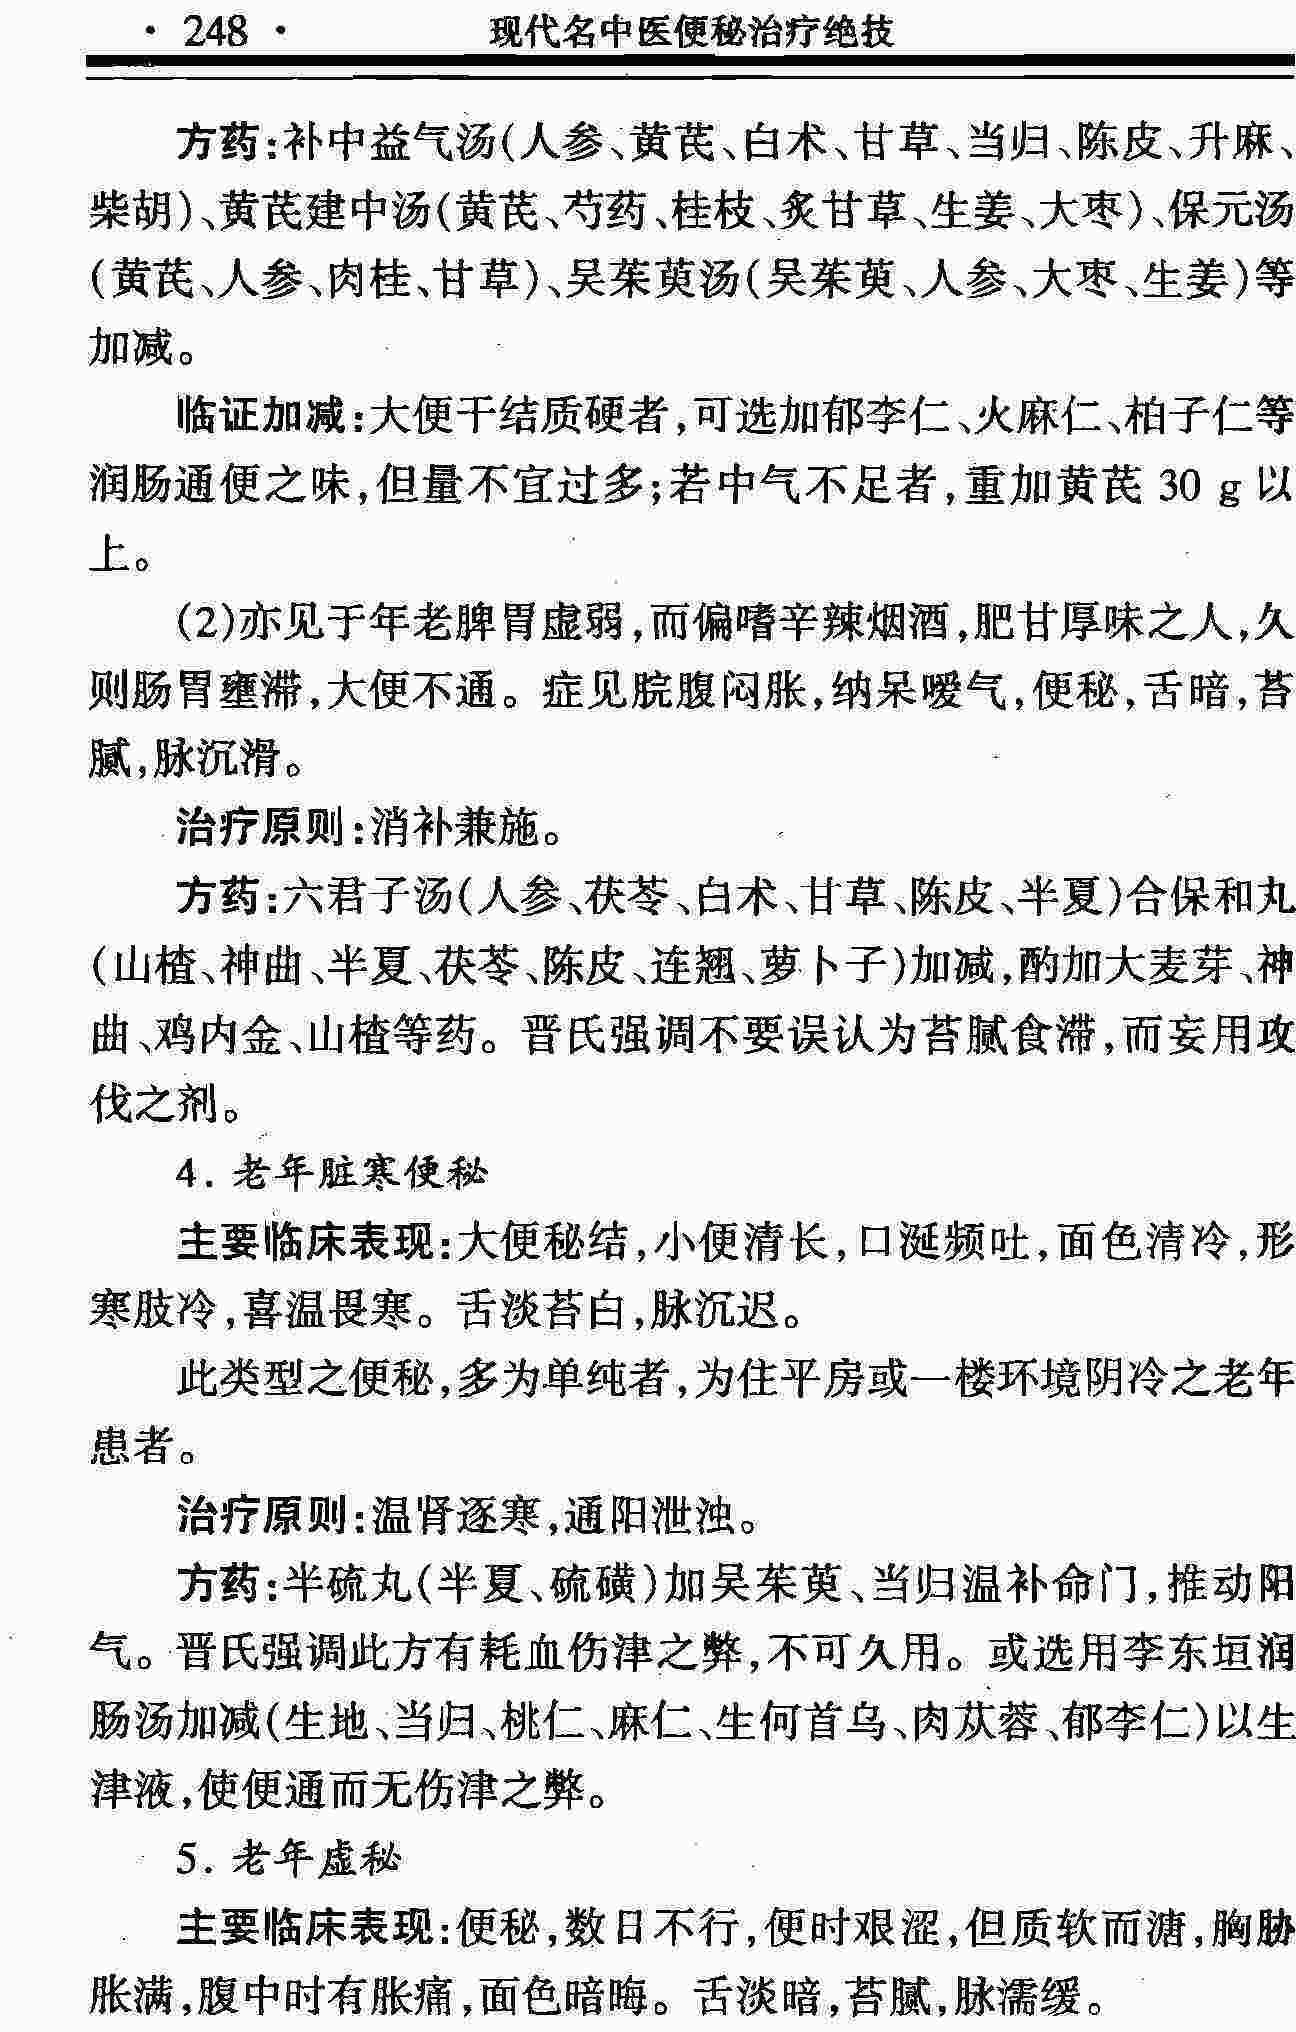 · 248 · 现代名中医便秘治疗绝技
方药:补中益气汤(人参、黄芪、白术、甘草、当归、陈皮、升麻、
柴胡)、黄芪建中汤(黄芪、芍药、桂枝、炙甘草、生姜、大枣)、保元汤
(黄芪、人参、肉桂、甘草)、吴茱萸汤(吴茱萸、人参、大枣、生姜)等
加减。
临证加减:大便干结质硬者,可选加郁李仁、火麻仁、柏子仁等
润肠通便之味,但量不宜过多;若中气不足者,重加黄芪 30 g 以
上。
(2)亦见于年老脾胃虚弱,而偏嗜辛辣烟酒,肥甘厚味之人,久
则肠胃壅滞,大便不通。症见脘腹闷胀,纳呆嗳气,便秘,舌暗,苔
腻,脉沉滑。
治疗原则:消补兼施。
方药:六君子汤(人参、茯苓、白术、甘草、陈皮、半夏)合保和丸
(山楂、神曲、半夏、茯苓、陈皮、连翘、萝卜子)加减,酌加大麦芽、神
曲、鸡内金、山楂等药。晋氏强调不要误认为苔腻食滞,而妄用攻
伐之剂。
4. 老年脏寒便秘
主要临床表现:大便秘结,小便清长,口涎频吐,面色清冷,形
寒肢冷,喜温畏寒。舌淡苔白,脉沉迟。
此类型之便秘,多为单纯者,为住平房或一楼环境阴冷之老年
患者。
治疗原则:温肾逐寒,通阳泄浊。
方药:半硫丸(半夏、硫磺)加吴茱萸、当归温补命门,推动阳
气。晋氏强调此方有耗血伤津之弊,不可久用。或选用李东垣润
肠汤加减(生地、当归、桃仁、麻仁、生何首乌、肉苁蓉、郁李仁)以生
津液,使便通而无伤津之弊。
5. 老年虚秘
主要临床表现:便秘,数日不行,便时艰涩,但质软而溏,胸胁
胀满,腹中时有胀痛,面色暗晦。舌淡暗,苔腻,脉濡缓。